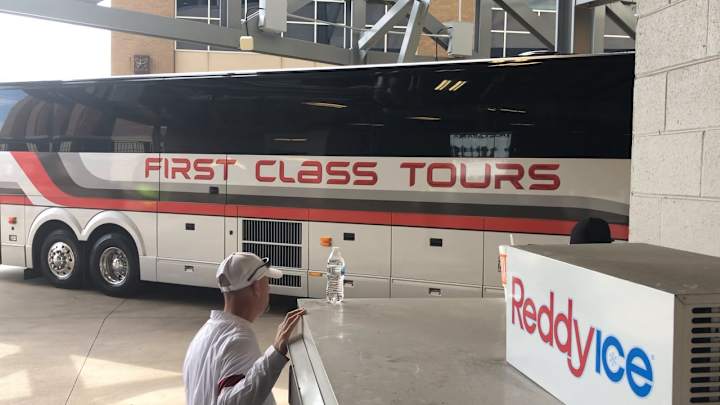 FIRST CLASS TOURS
ReddyICE